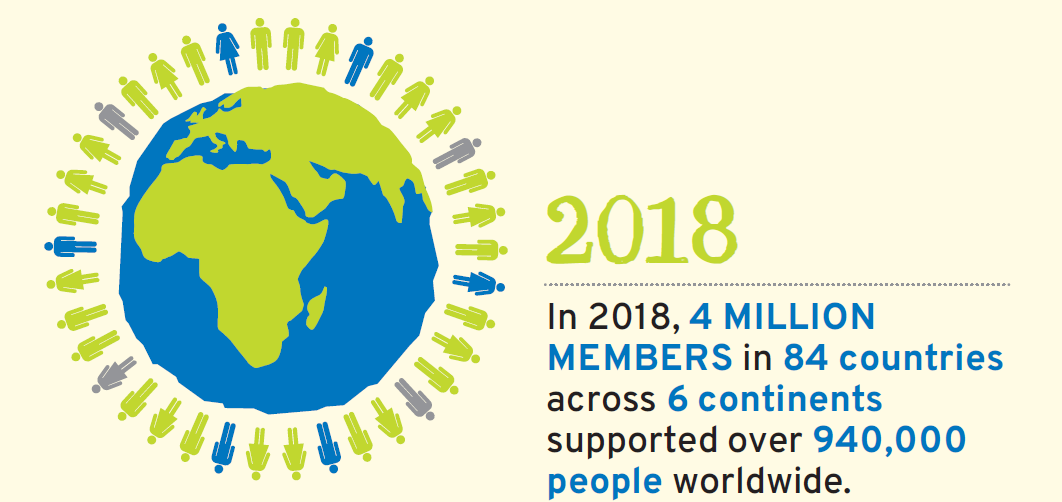 2018
In 2018, 4 MILLION
MEMBERS in 84 countries
across 6 continents
supported over 940,000
people worldwide.